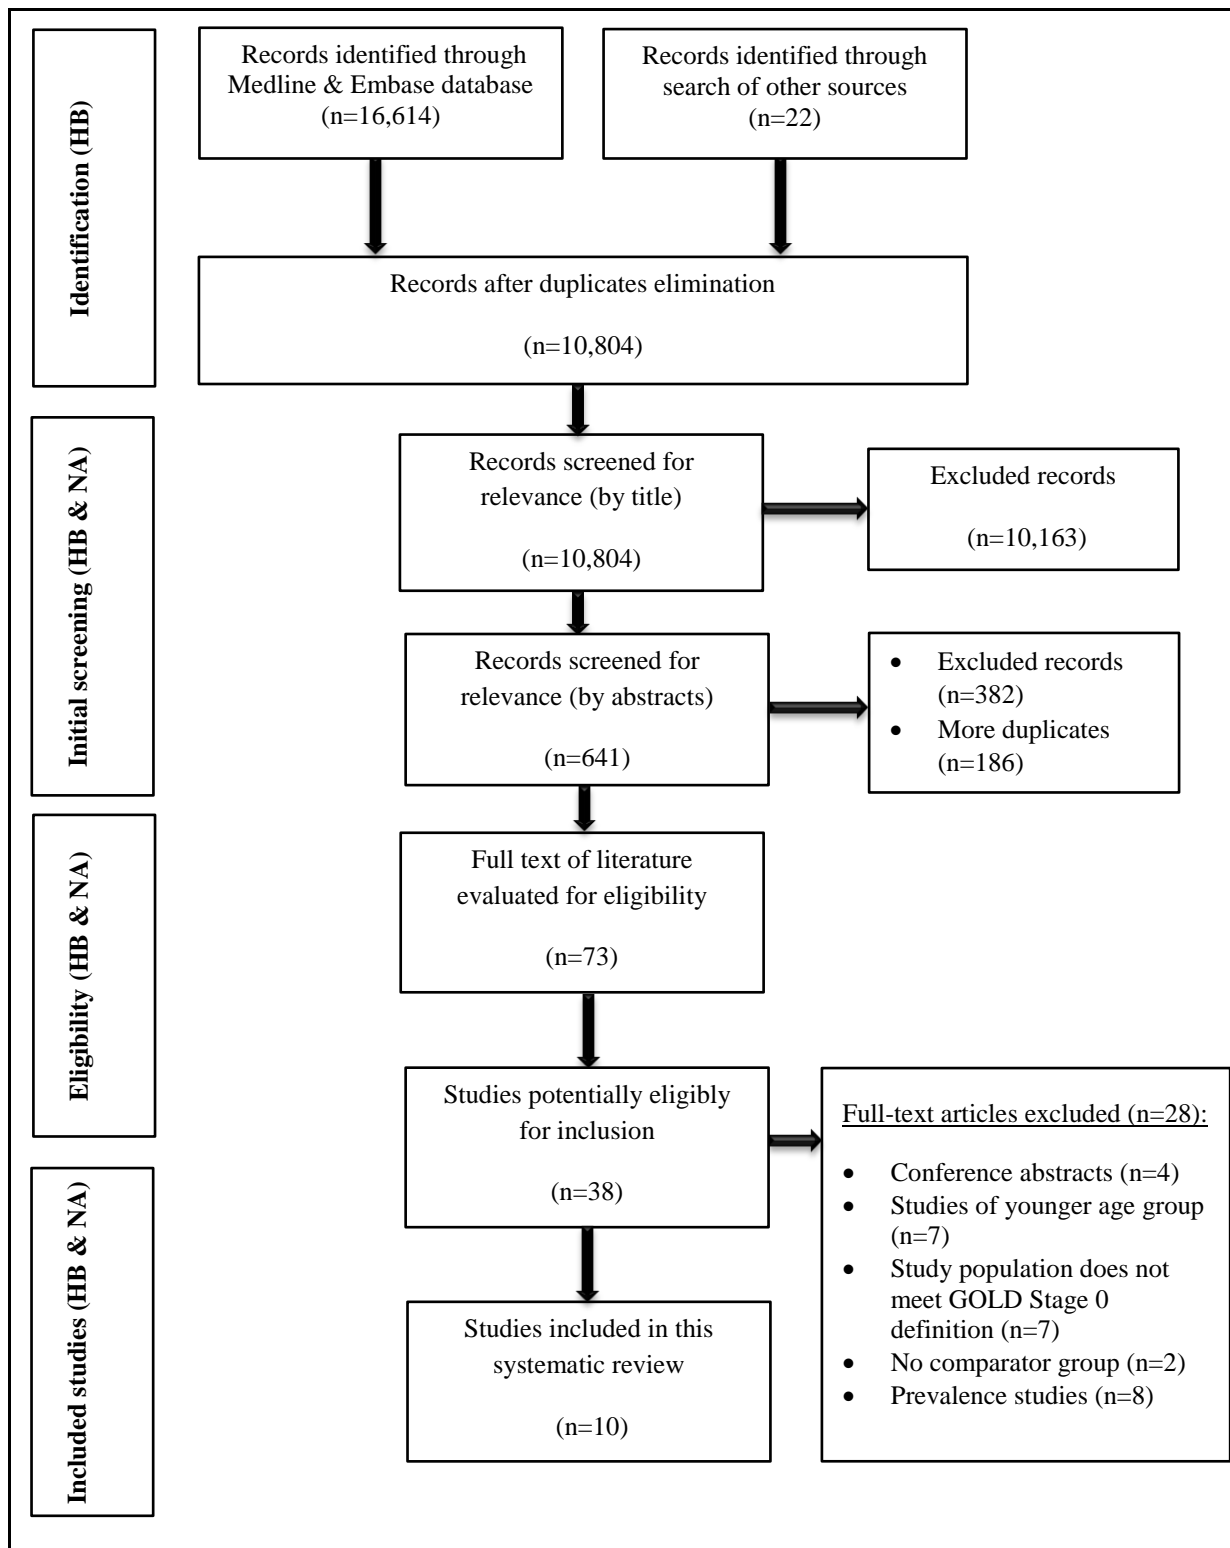 Identification (HB)
Records identified through
Medline & Embase database
(n=16,614)
Records identified through
search of other sources
(n=22)
Records after duplicates elimination
(n=10,804)
Initial screening (HB & NA)
Records screened for
relevance (by title)
(n=10,804)
Excluded records
(n=10,163)
Records screened for
relevance (by abstracts)
(n=641)
• Excluded records
(n=382)
• More duplicates
(n=186)
Eligibility (HB & NA)
Full text of literature
evaluated for eligibility
(n=73)
Studies potentially eligibly
for inclusion
(n=38)
Full-text articles excluded (n=28):
• Conference abstracts (n=4)
• Studies of younger age group
(n=7)
• Study population does not
meet GOLD Stage 0
definition (n=7)
• No comparator group (n=2)
• Prevalence studies (n=8)
Included studies (HB & NA)
Studies included in this
systematic review
(n=10)